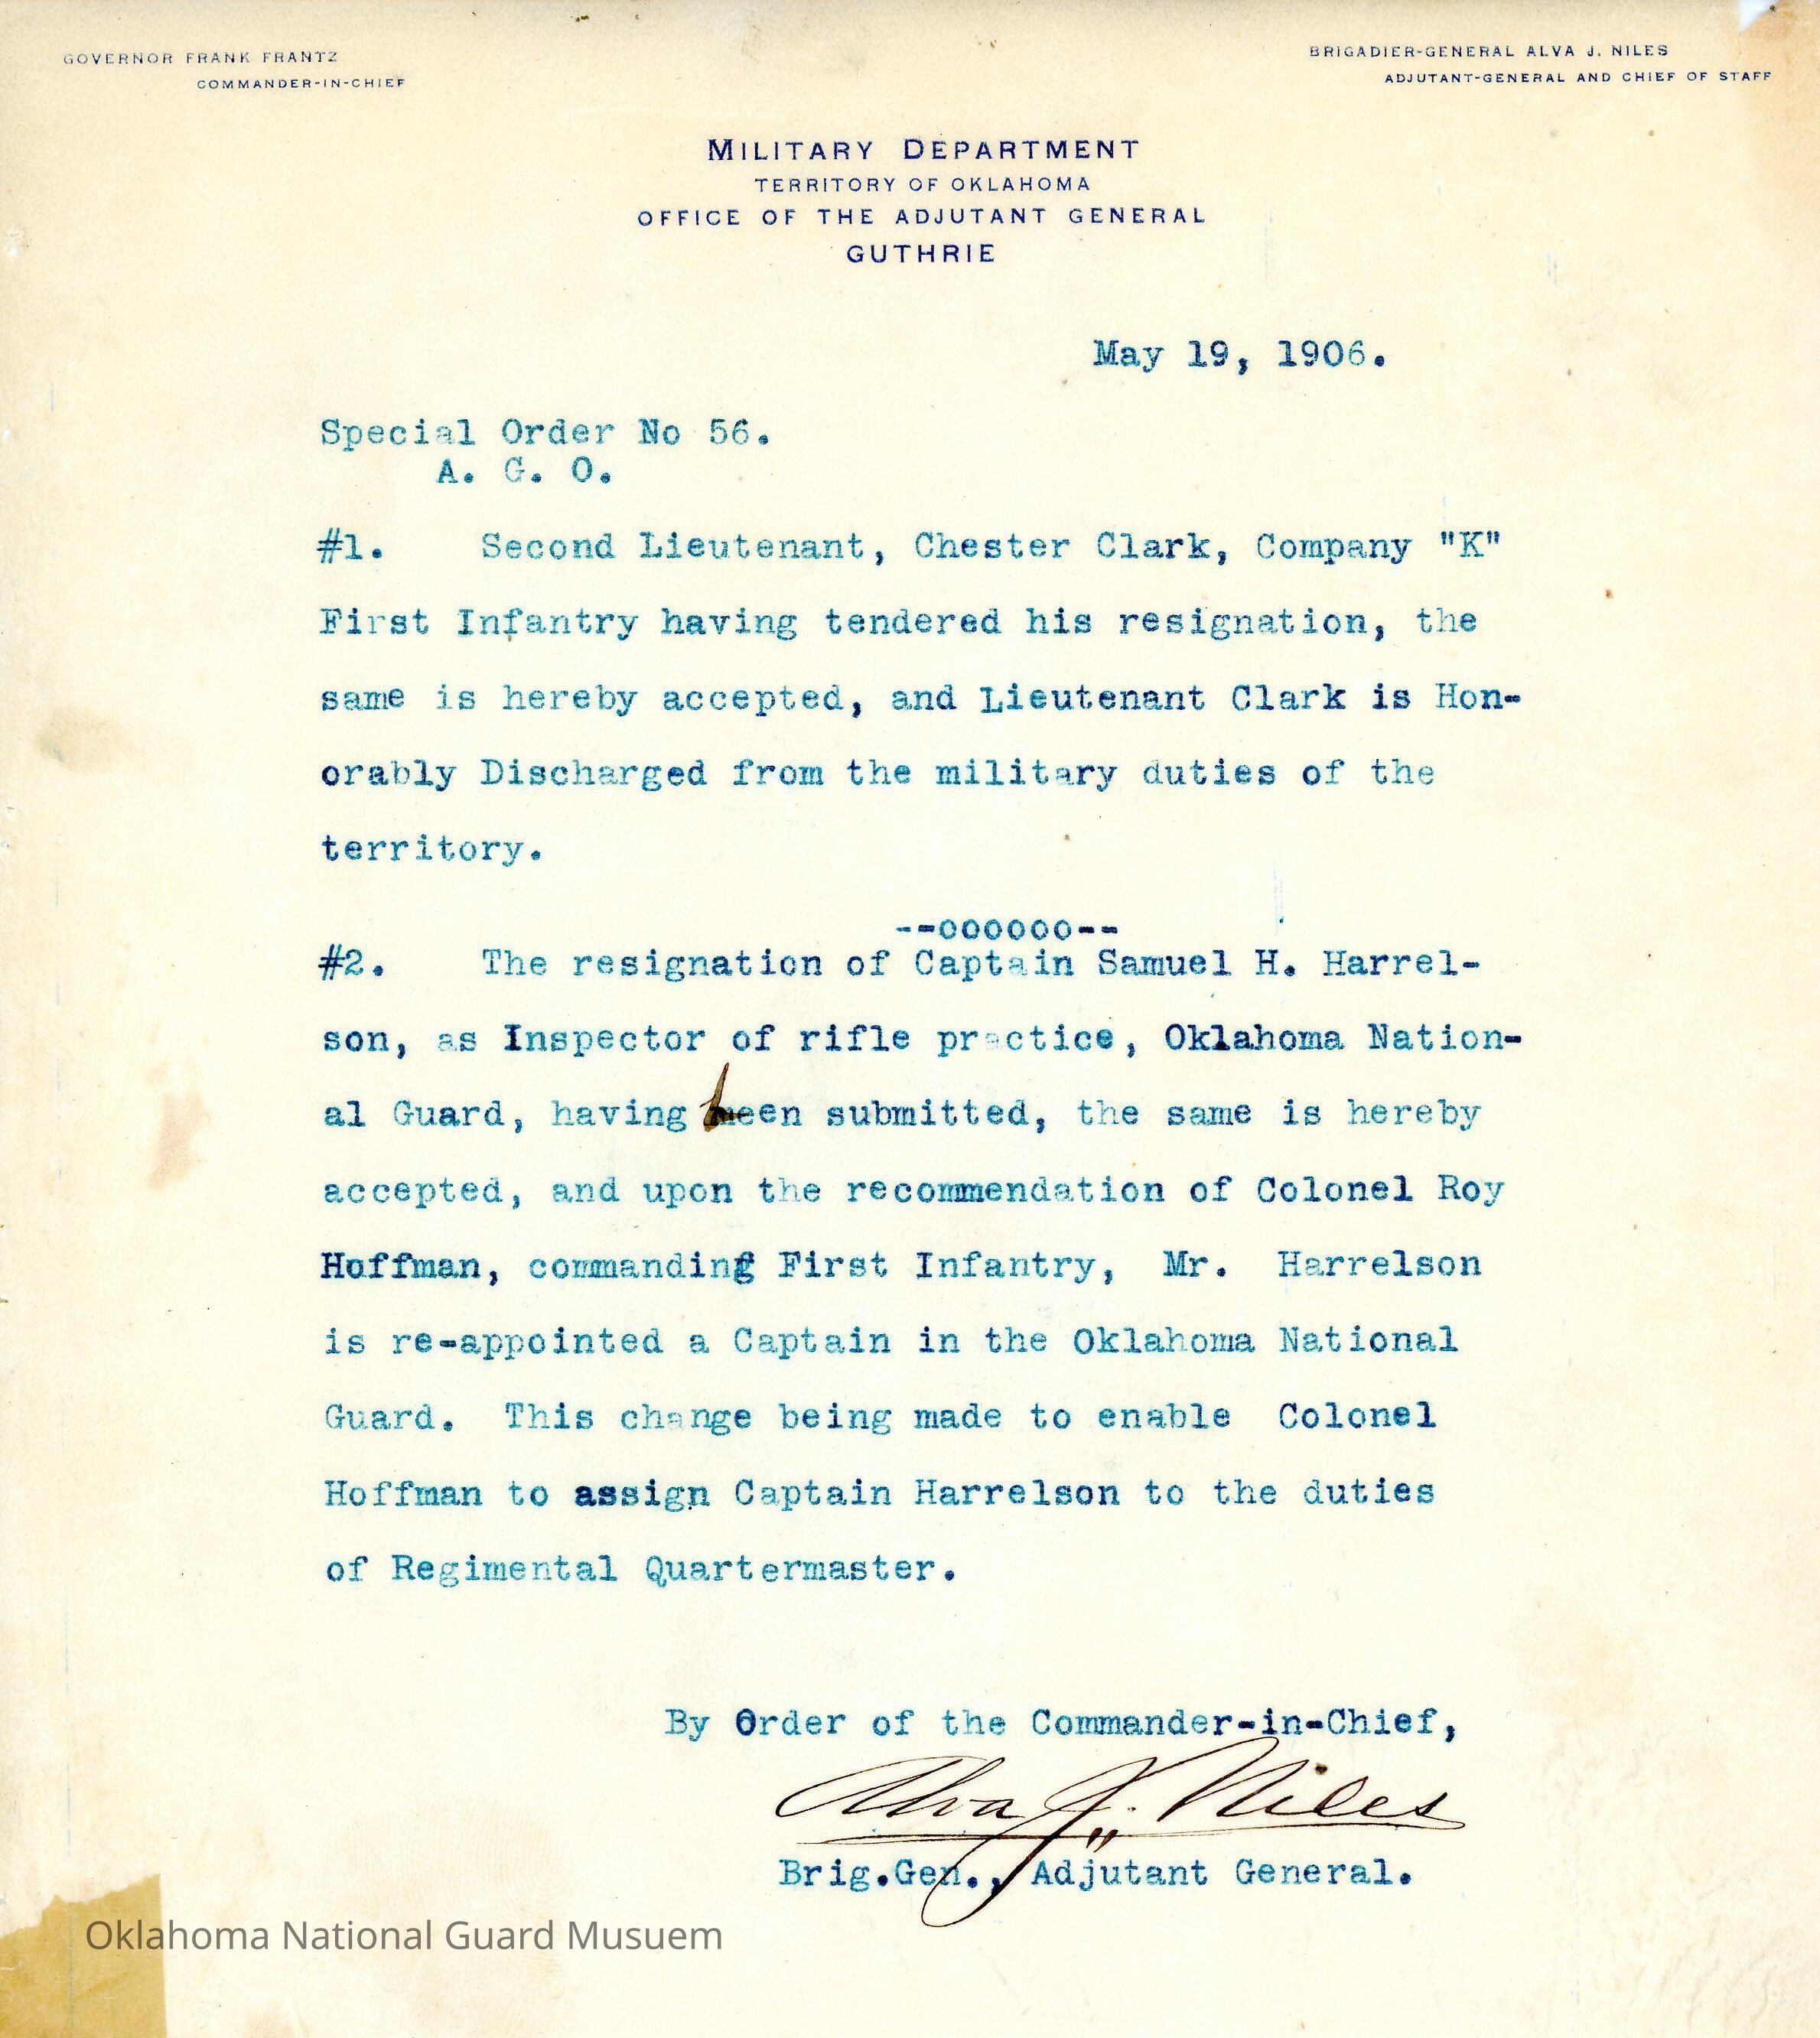 GOVERNOR FRANK FRANTZ
COMMANDER-IN-CHIEF
BRIGADIER-GENERAL ALVA J. NILES
ADJUTANT-GENERAL AND CHIEF OF STAFF
MILITARY DEPARTMENT
TERRITORY OF OKLAHOMA
OFFICE OF THE ADJUTANT GENERAL
GUTHRIE
May 19, 1906.
Special Order No 56.
A. G. O.
#1. Second Lieutenant, Chester Clark, Company "K"
First Infantry having tendered his resignation, the
same is hereby accepted, and Lieutenant Clark is Hon-
orably Discharged from the military duties of the
territory.
--oooooo--
#2. The resignation of Captain Samuel H. Harrel-
son, as Inspector of rifle practice, Oklahoma Nation-
al Guard, having been submitted, the same is hereby
accepted, and upon the recommendation of Colonel Roy
Hoffman, commanding First Infantry, Mr. Harrelson
is re-appointed a Captain in the Oklahoma National
Guard. This change being made to enable Colonel
Hoffman to assign Captain Harrelson to the duties
of Regimental Quartermaster.
By Order of the Commander-in-Chief,
Alva J. Niles
Brig.Gen., Adjutant General.
Oklahoma National Guard Musuem